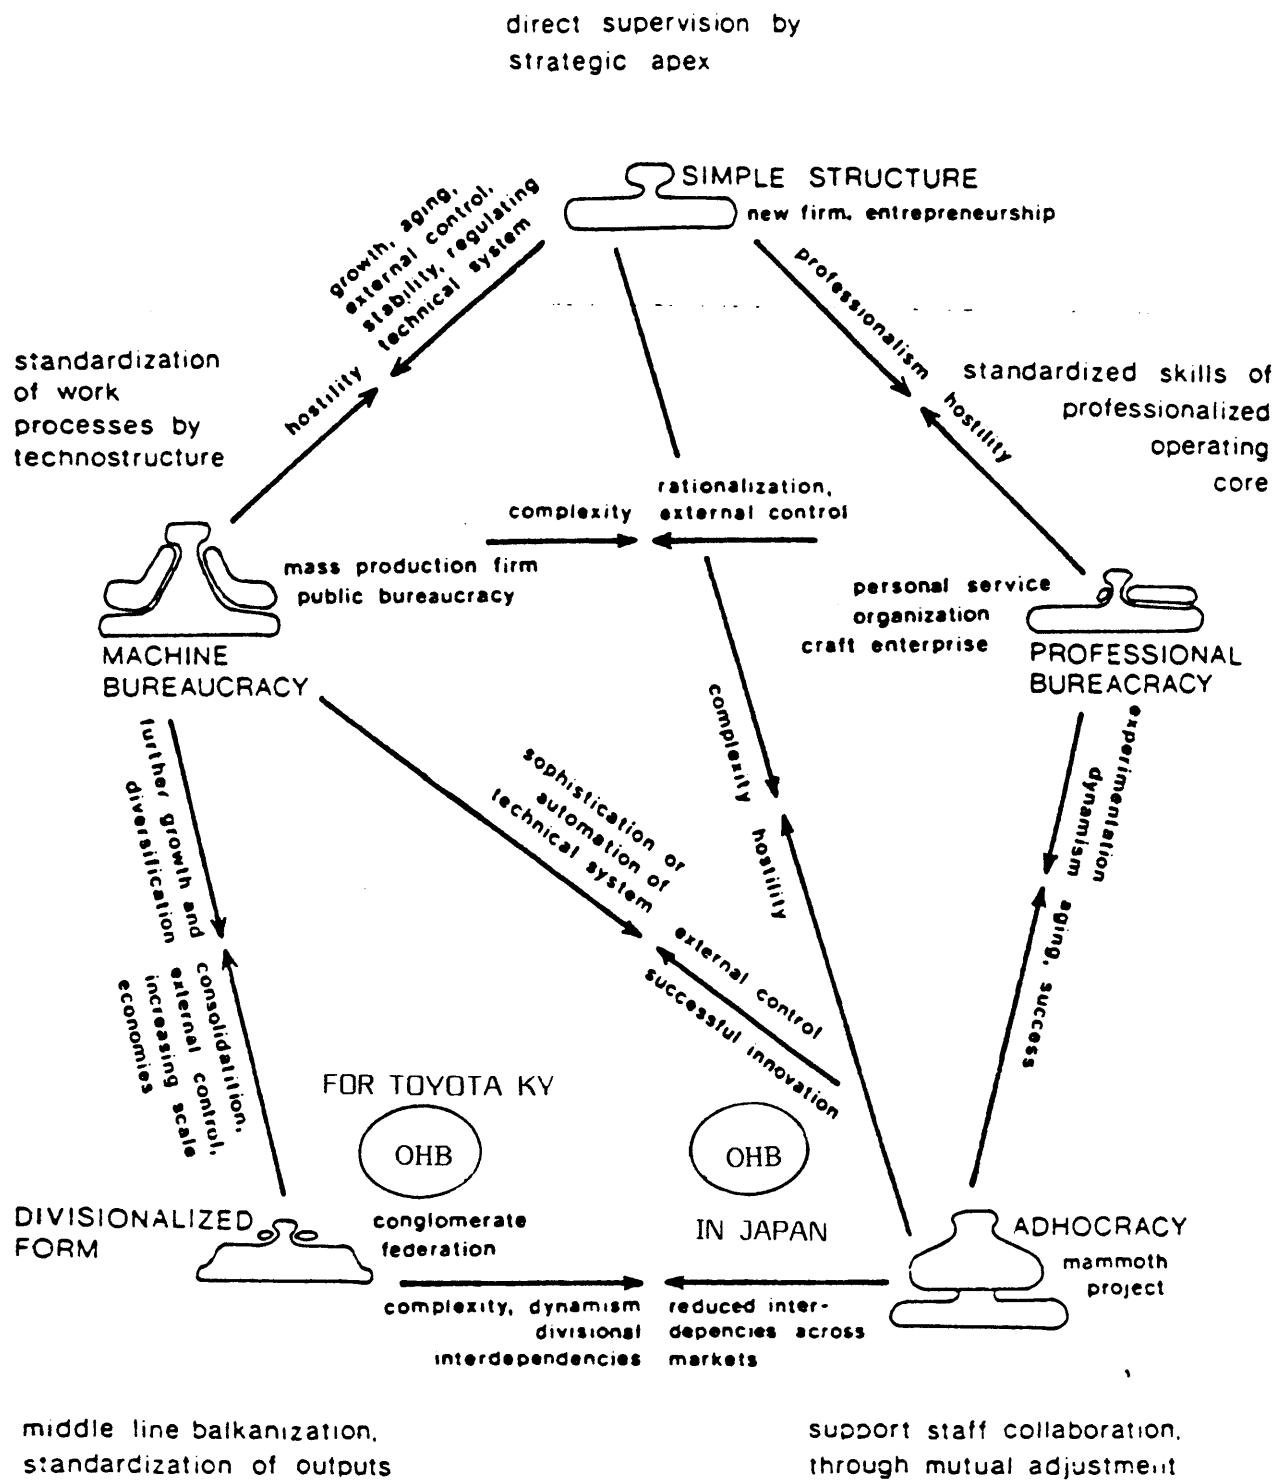 direct supervision by
strategic apex
SIMPLE STRUCTURE
new firm, entrepreneurship
growth, aging,
external control,
stability, regulating
technical system
hostility
professionalism
hostility
standardization
of work
processes by
technostructure
standardized skills of
professionalized
operating
core
complexity
rationalization,
external control
mass production firm
public bureaucracy
MACHINE
BUREAUCRACY
personal service
organization
craft enterprise
PROFESSIONAL
BUREACRACY
further growth and
diversification
consolidatition,
external control,
increasing scale
economies
sophistication or
automation of
technical system
external control
successful innovation
complexity
hostility
experimentation
dynamism
aging, success
FOR TOYOTA KY
OHB
OHB
IN JAPAN
DIVISIONALIZED
FORM
conglomerate
federation
ADHOCRACY
mammoth
project
complexity, dynamism
divisional
interdependencies
reduced inter-
depencies across
markets
middle line balkanization,
standardization of outputs
support staff collaboration,
through mutual adjustment